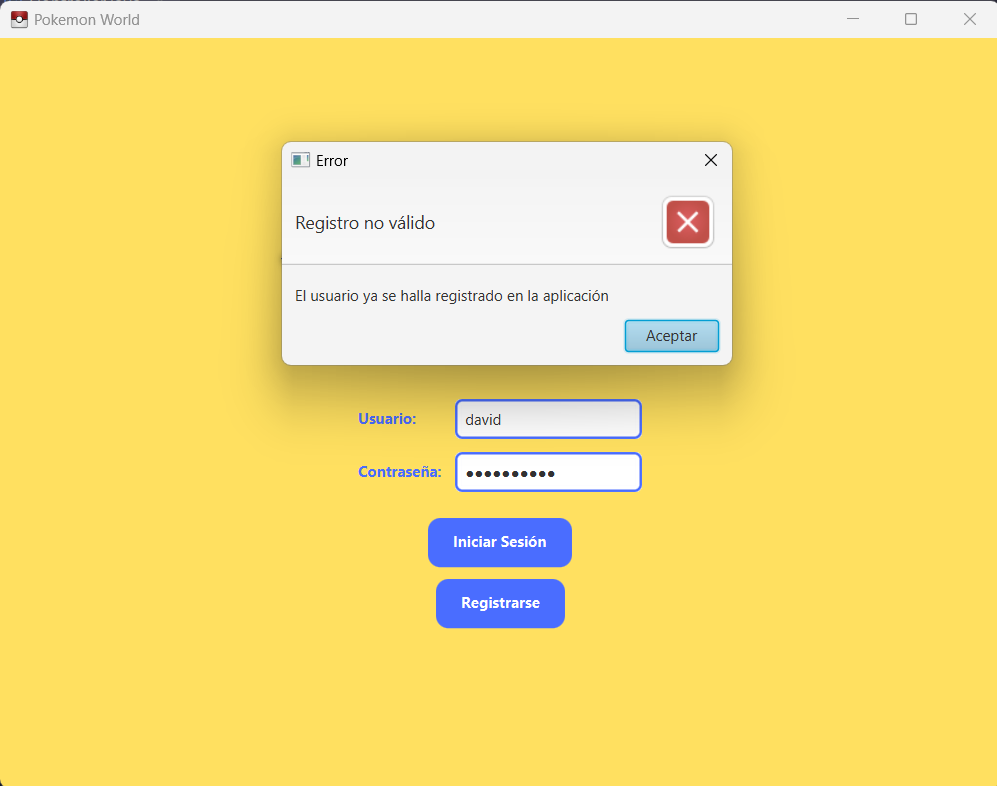 Pokemon World
Error
Registro no válido
El usuario ya se halla registrado en la aplicación
Aceptar
Usuario:
david
Contraseña:
Iniciar Sesión
Registrarse